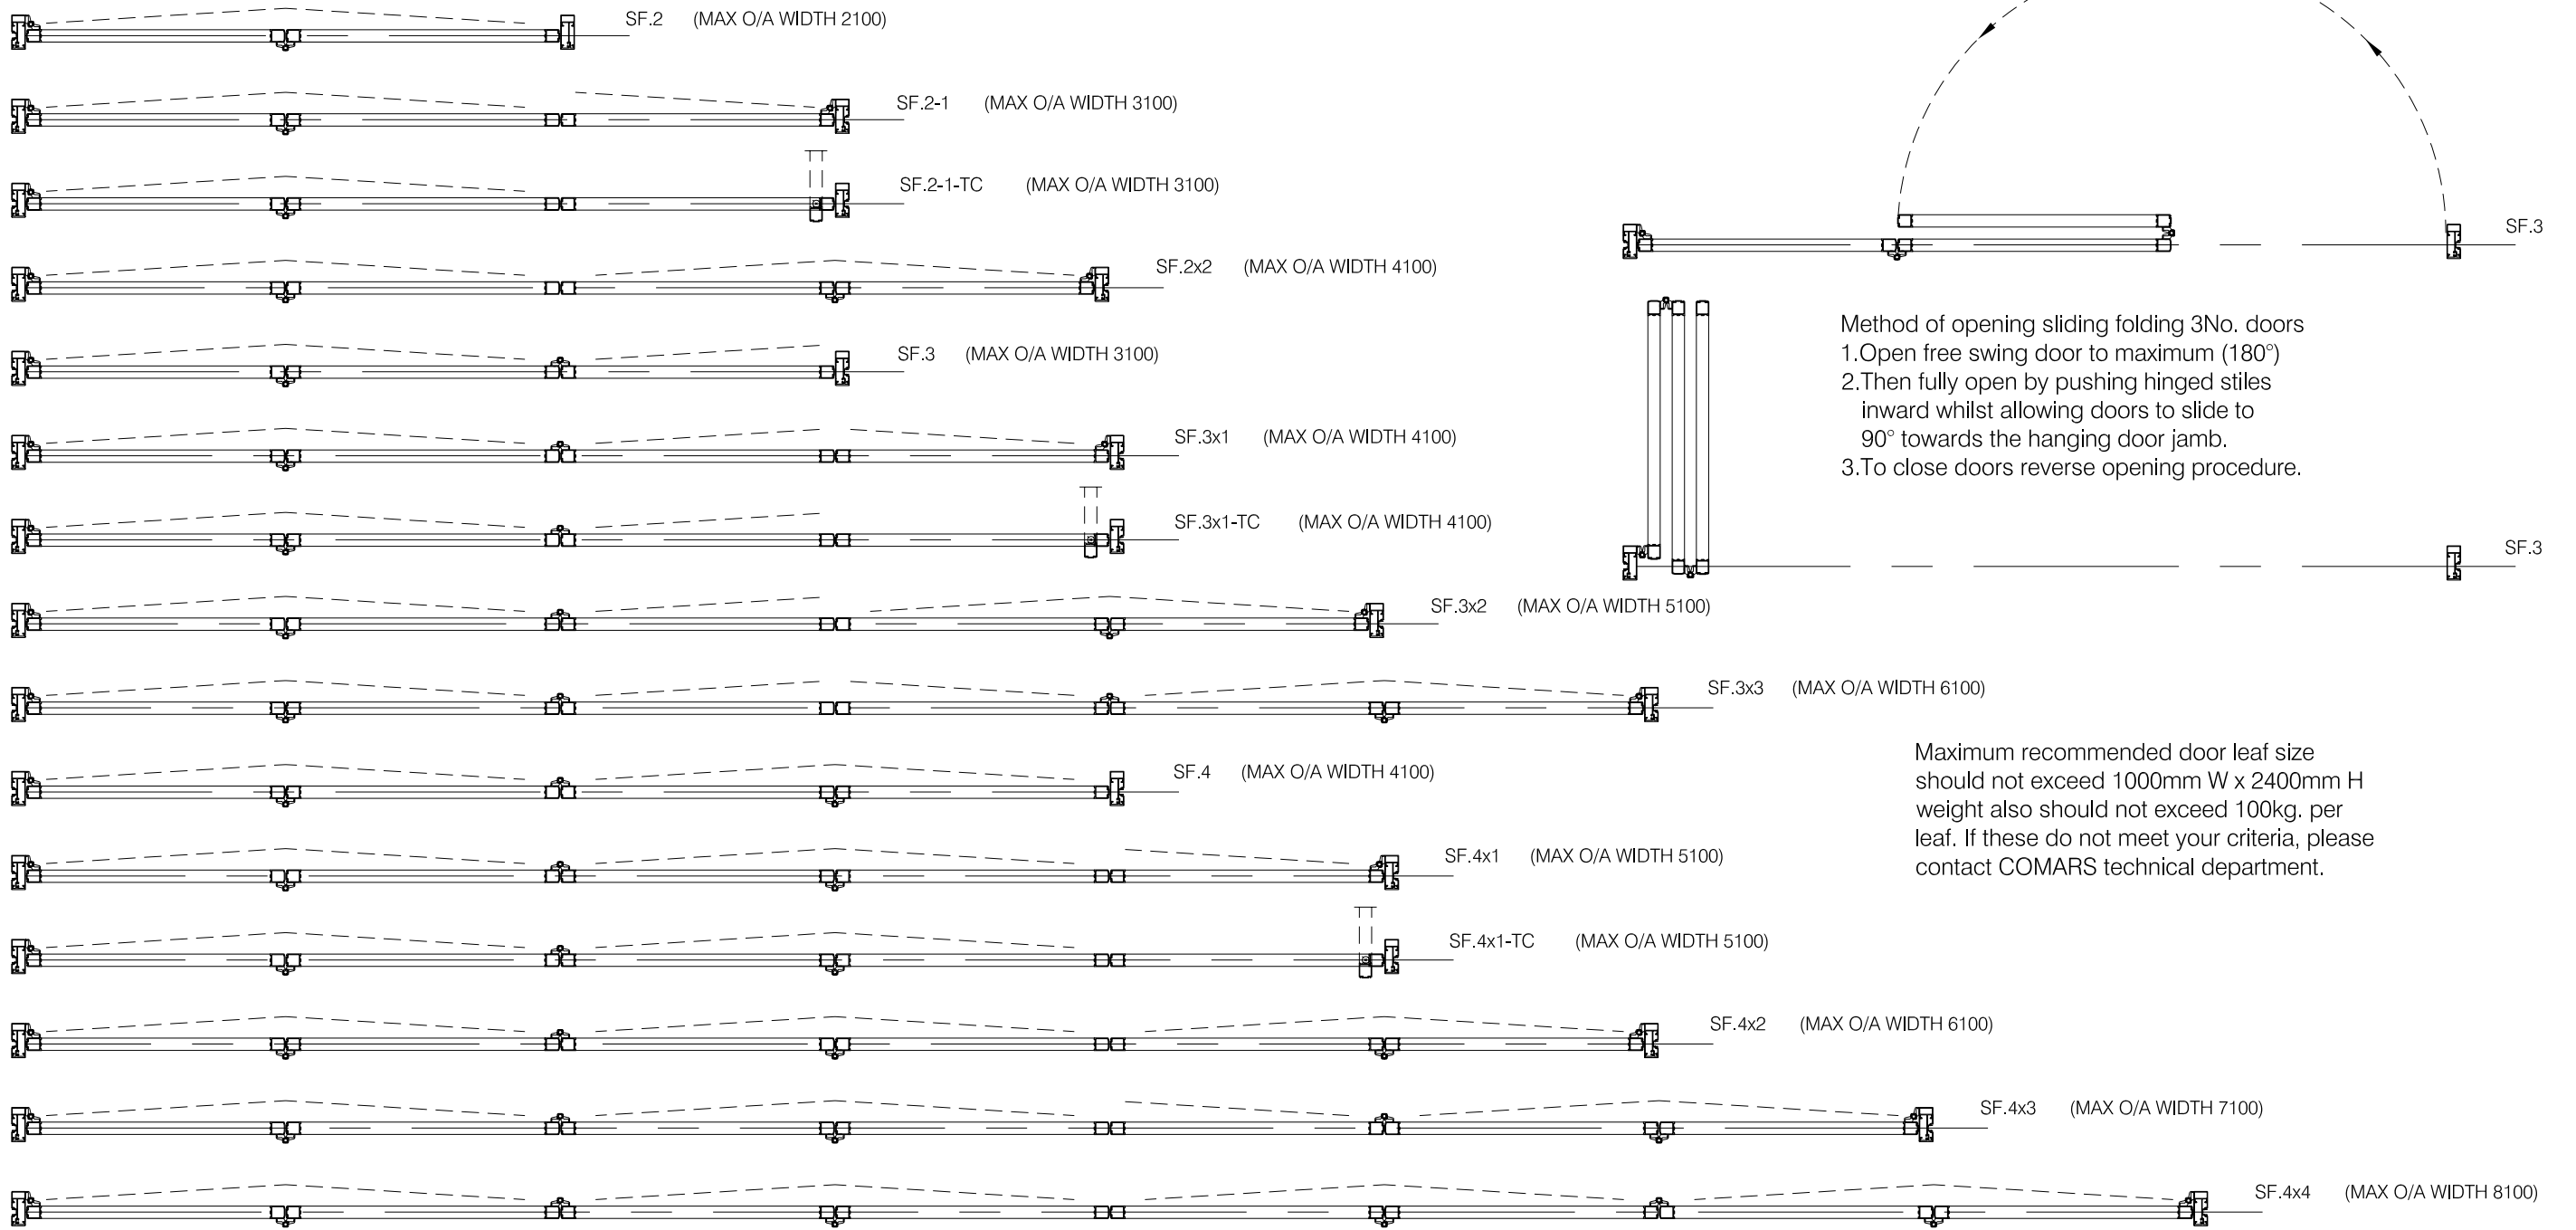 SF.2 (MAX O/A WIDTH 2100)
SF.2-1 (MAX O/A WIDTH 3100)
SF.2-1-TC (MAX O/A WIDTH 3100)
SF.2x2 (MAX O/A WIDTH 4100)
SF.3 (MAX O/A WIDTH 3100)
SF.3x1 (MAX O/A WIDTH 4100)
SF.3x1-TC (MAX O/A WIDTH 4100)
SF.3x2 (MAX O/A WIDTH 5100)
SF.3x3 (MAX O/A WIDTH 6100)
SF.4 (MAX O/A WIDTH 4100)
SF.4x1 (MAX O/A WIDTH 5100)
SF.4x1-TC (MAX O/A WIDTH 5100)
SF.4x2 (MAX O/A WIDTH 6100)
SF.4x3 (MAX O/A WIDTH 7100)
SF.4x4 (MAX O/A WIDTH 8100)
SF.3
Method of opening sliding folding 3No. doors
1.Open free swing door to maximum (180°)
2.Then fully open by pushing hinged stiles
inward whilst allowing doors to slide to
90° towards the hanging door jamb.
3.To close doors reverse opening procedure.
SF.3
Maximum recommended door leaf size
should not exceed 1000mm W x 2400mm H
weight also should not exceed 100kg. per
leaf. If these do not meet your criteria, please
contact COMARS technical department.